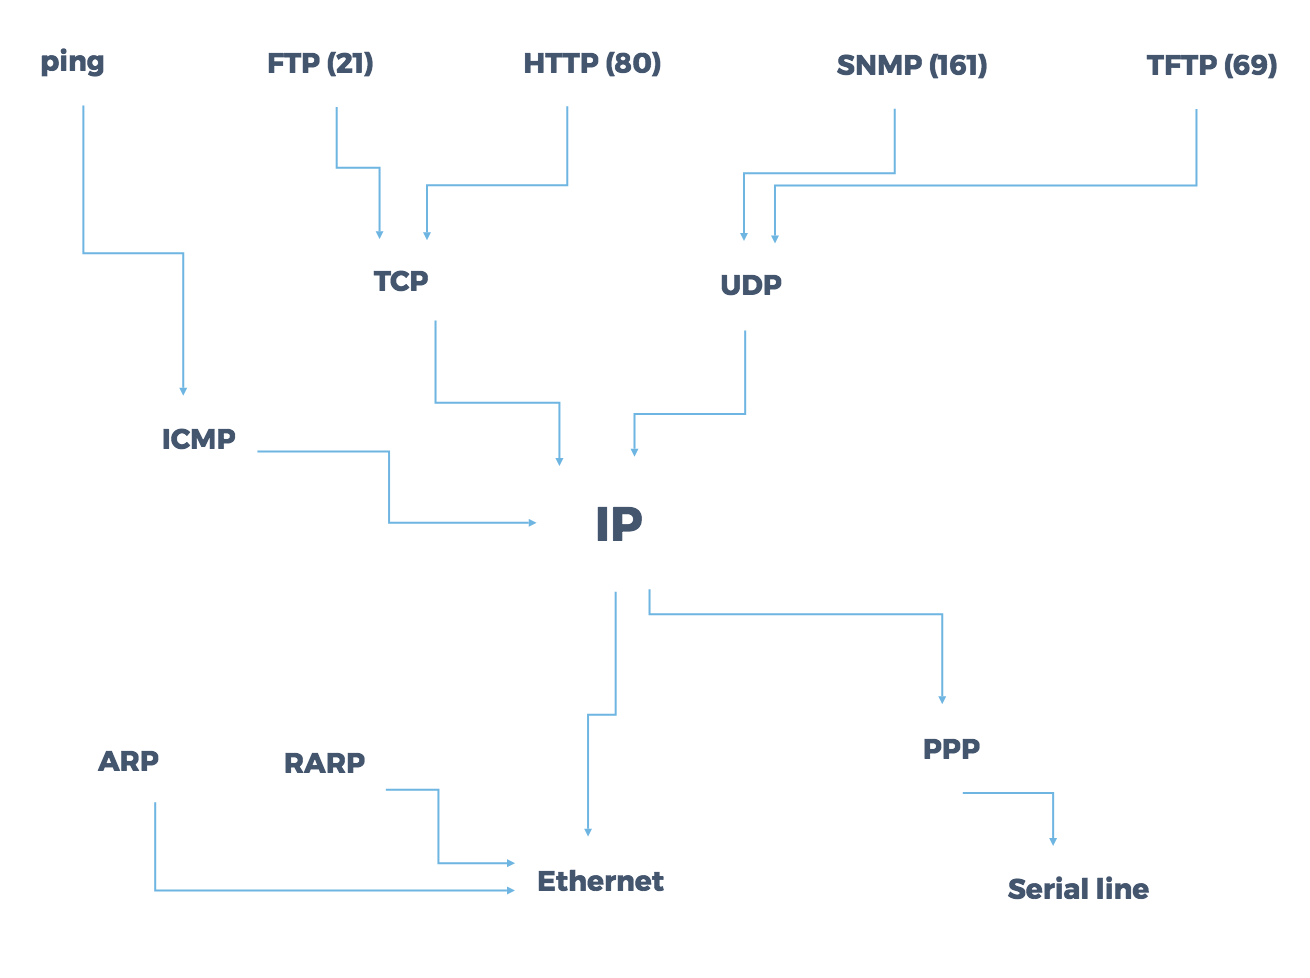 ping
FTP (21)
HTTP (80)
SNMP (161)
TFTP (69)
TCP
UDP
ICMP
IP
ARP
RARP
PPP
Ethernet
Serial line